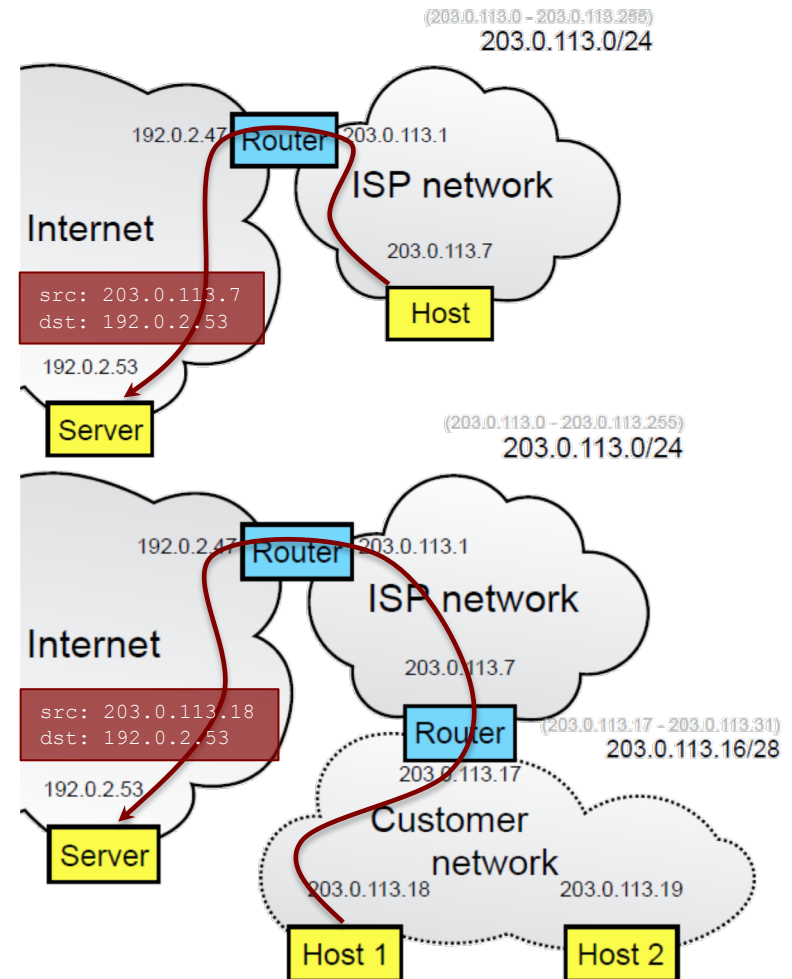 (203.0.113.0 - 203.0.113.255)
203.0.113.0/24
192.0.2.47
Router
203.0.113.1
ISP network
Internet
203.0.113.7
src: 203.0.113.7
dst: 192.0.2.53
Host
192.0.2.53
Server
(203.0.113.0 - 203.0.113.255)
203.0.113.0/24
192.0.2.47
Router
203.0.113.1
ISP network
Internet
203.0.113.7
src: 203.0.113.18
dst: 192.0.2.53
Router
(203.0.113.17 - 203.0.113.31)
203.0.113.16/28
203.0.113.17
192.0.2.53
Customer
network
Server
203.0.113.18
203.0.113.19
Host 1
Host 2